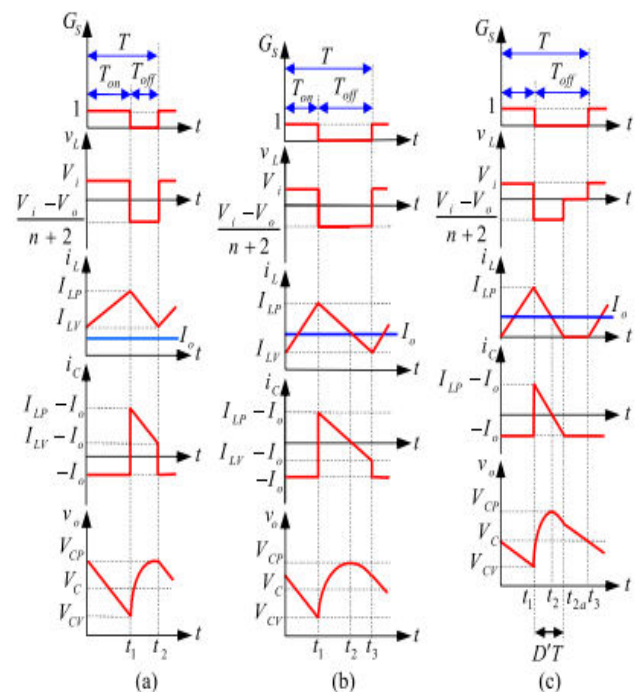 G_S
T
T_on T_off
1
t
v_L
V_i
t
V_i − V_o
n + 2
i_L
I_LP
I_LV
I_o
t
i_C
I_LP − I_o
I_LV − I_o
−I_o
t
v_o
V_CP
V_C
V_CV
t_1 t_2 t
(a)
G_S
T
T_on T_off
1
t
v_L
V_i
t
V_i − V_o
n + 2
i_L
I_LP
I_o
I_LV
t
i_C
I_LP − I_o
t
I_LV − I_o
−I_o
v_o
V_CP
V_C
V_CV
t_1 t_2 t_3 t
(b)
G_S
T
T_off
1
t
v_L
V_i
t
V_i − V_o
n + 2
i_L
I_LP
I_o
t
i_C
I_LP − I_o
t
−I_o
v_o
V_CP
V_C
V_CV
t
t_1 t_2 t_2a t_3
D'T
(c)